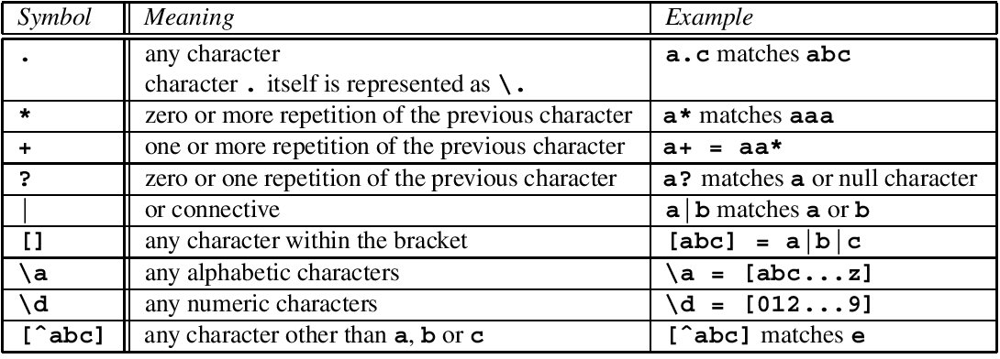 Symbol Meaning Example
. any character a.c matches abc
character . itself is represented as \.
* zero or more repetition of the previous character a* matches aaa
+ one or more repetition of the previous character a+ = aa*
? zero or one repetition of the previous character a? matches a or null character
| or connective a|b matches a or b
[] any character within the bracket [abc] = a|b|c
\a any alphabetic characters \a = [abc...z]
\d any numeric characters \d = [012...9]
[^abc] any character other than a, b or c [^abc] matches e